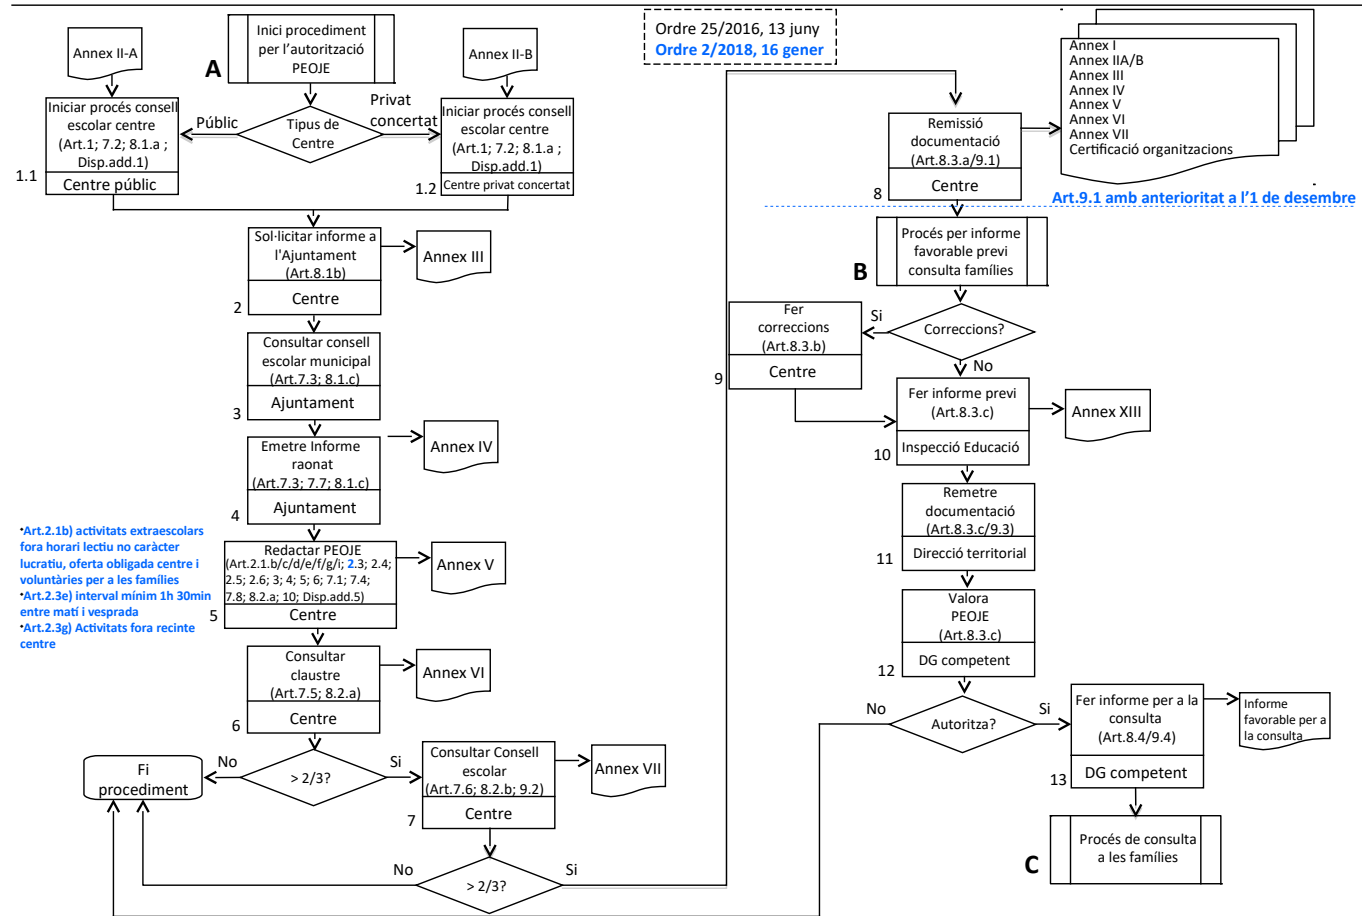 Ordre 25/2016, 13 juny
Ordre 2/2018, 16 gener
Annex II-A
A
Inici procediment
per l'autorització
PEOJE
Annex II-B
Iniciar procés consell
escolar centre
(Art.1; 7.2; 8.1.a ;
Disp.add.1)
Centre públic
1.1
Públic
Tipus de
Centre
Privat
concertat
Iniciar procés consell
escolar centre
(Art.1; 7.2; 8.1.a ;
Disp.add.1)
Centre privat concertat
1.2
Sol·licitar informe a
l'Ajuntament
(Art.8.1b)
Centre
2
Annex III
Consultar consell
escolar municipal
(Art.7.3; 8.1.c)
Ajuntament
3
Emetre Informe
raonat
(Art.7.3; 7.7; 8.1.c)
Ajuntament
4
Annex IV
•Art.2.1b) activitats extraescolars
fora horari lectiu no caràcter
lucratiu, oferta obligada centre i
voluntàries per a les famílies
•Art.2.3e) interval mínim 1h 30min
entre matí i vesprada
•Art.2.3g) Activitats fora recinte
centre
Redactar PEOJE
(Art.2.1.b/c/d/e/f/g/i; 2.3; 2.4;
2.5; 2.6; 3; 4; 5; 6; 7.1; 7.4;
7.8; 8.2.a; 10; Disp.add.5)
Centre
5
Annex V
Consultar
claustre
(Art.7.5; 8.2.a)
Centre
6
Annex VI
Fi
procediment
No
> 2/3?
Si
Consultar Consell
escolar
(Art.7.6; 8.2.b; 9.2)
Centre
7
Annex VII
No
> 2/3?
Si
Remissió
documentació
(Art.8.3.a/9.1)
Centre
8
Annex I
Annex IIA/B
Annex III
Annex IV
Annex V
Annex VI
Annex VII
Certificació organitzacions
Art.9.1 amb anterioritat a l'1 de desembre
B
Procés per informe
favorable previ
consulta famílies
Correccions?
Si
Fer
correccions
(Art.8.3.b)
Centre
9
No
Fer informe previ
(Art.8.3.c)
Inspecció Educació
10
Annex XIII
Remetre
documentació
(Art.8.3.c/9.3)
Direcció territorial
11
Valora
PEOJE
(Art.8.3.c)
DG competent
12
No
Autoritza?
Si
Fer informe per a la
consulta
(Art.8.4/9.4)
DG competent
13
Informe
favorable per a
la consulta
C
Procés de consulta
a les famílies